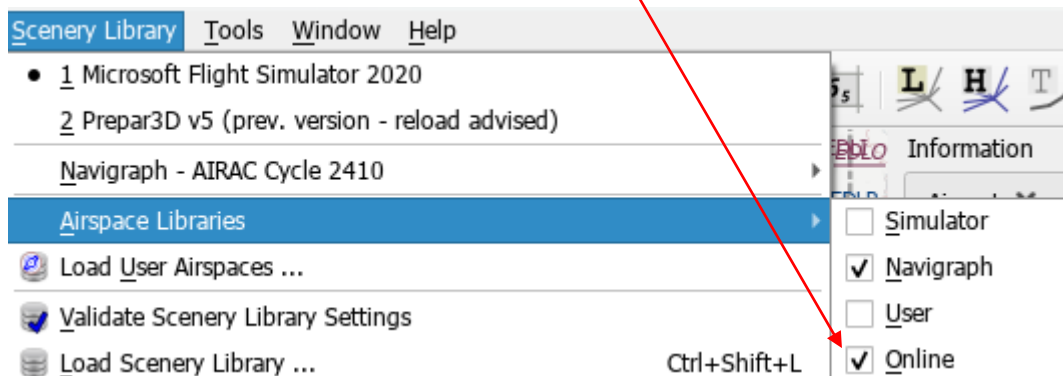 Scenery Library Tools Window Help
1 Microsoft Flight Simulator 2020
2 Prepar3D v5 (prev. version - reload advised)
L H T
Information
Navigraph - AIRAC Cycle 2410
Airspace Libraries
Simulator
Load User Airspaces ...
Navigraph
Validate Scenery Library Settings
User
Load Scenery Library ... Ctrl+Shift+L
Online